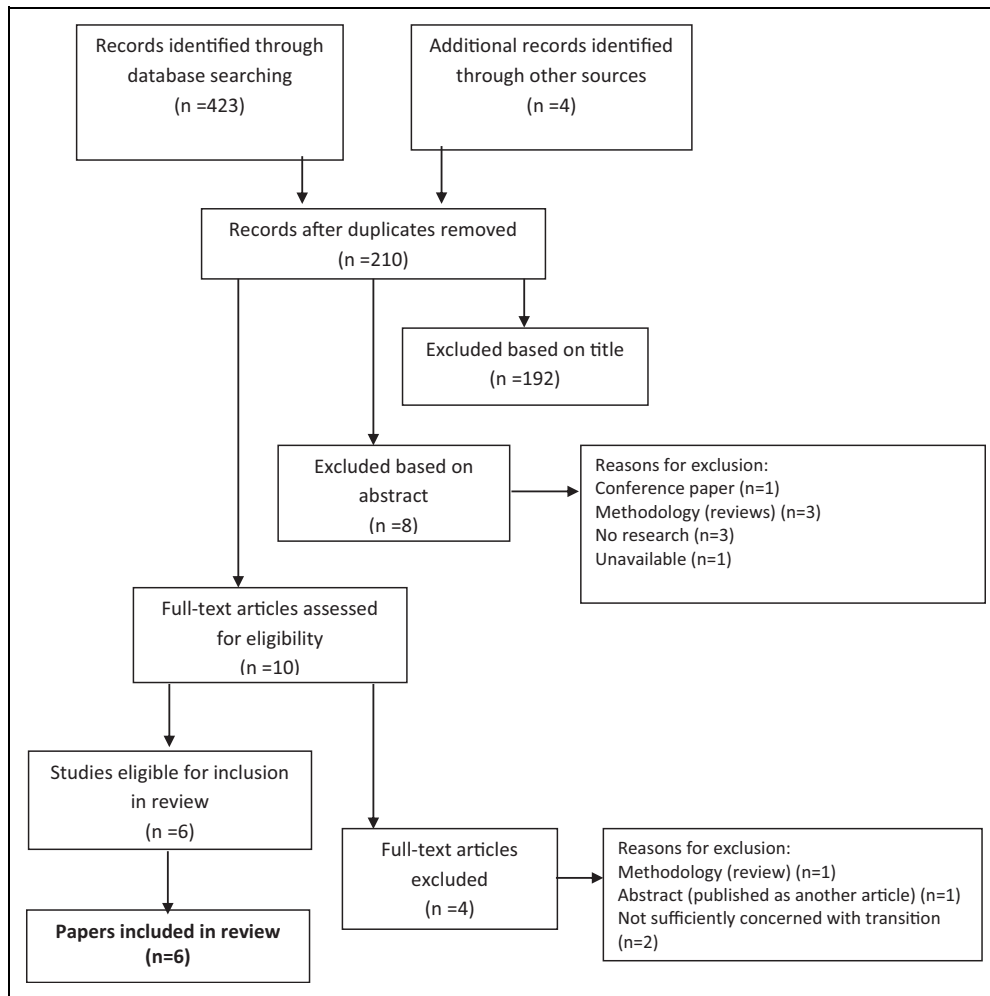 Records identified through
database searching
(n =423)
Additional records identified
through other sources
(n =4)
Records after duplicates removed
(n =210)
Excluded based on title
(n =192)
Excluded based on
abstract
(n =8)
Reasons for exclusion:
Conference paper (n=1)
Methodology (reviews) (n=3)
No research (n=3)
Unavailable (n=1)
Full-text articles assessed
for eligibility
(n =10)
Studies eligible for inclusion
in review
(n =6)
Full-text articles
excluded
(n =4)
Reasons for exclusion:
Methodology (review) (n=1)
Abstract (published as another article) (n=1)
Not sufficiently concerned with transition
(n=2)
Papers included in review
(n=6)